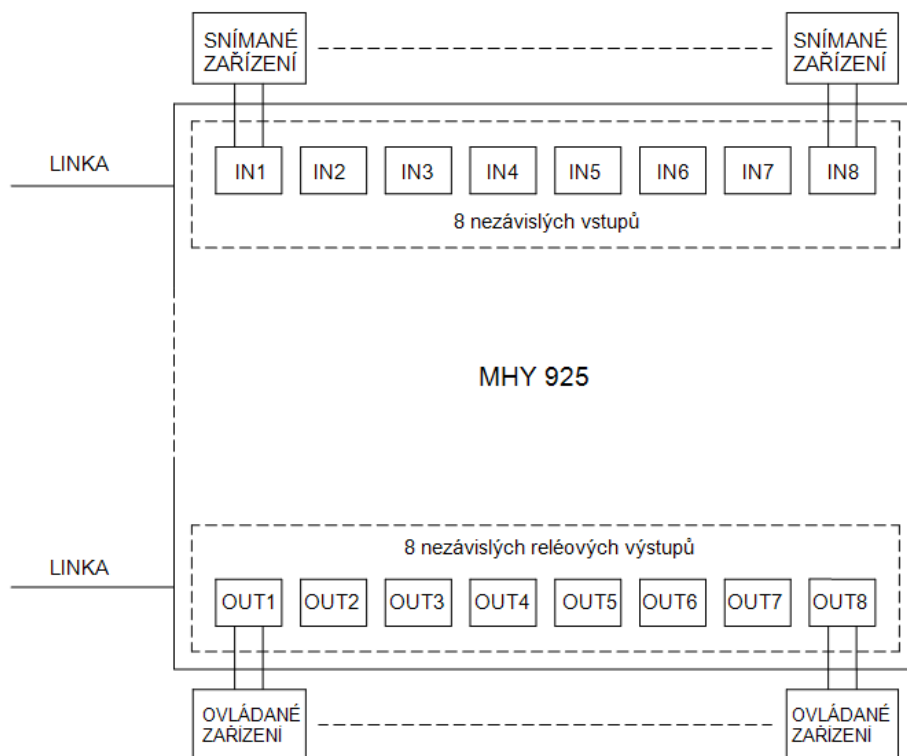 SNÍMANÉ
ZAŘÍZENÍ
SNÍMANÉ
ZAŘÍZENÍ
LINKA
IN1 IN2 IN3 IN4 IN5 IN6 IN7 IN8
8 nezávislých vstupů
MHY 925
8 nezávislých reléových výstupů
LINKA
OUT1 OUT2 OUT3 OUT4 OUT5 OUT6 OUT7 OUT8
OVLÁDANÉ
ZAŘÍZENÍ
OVLÁDANÉ
ZAŘÍZENÍ